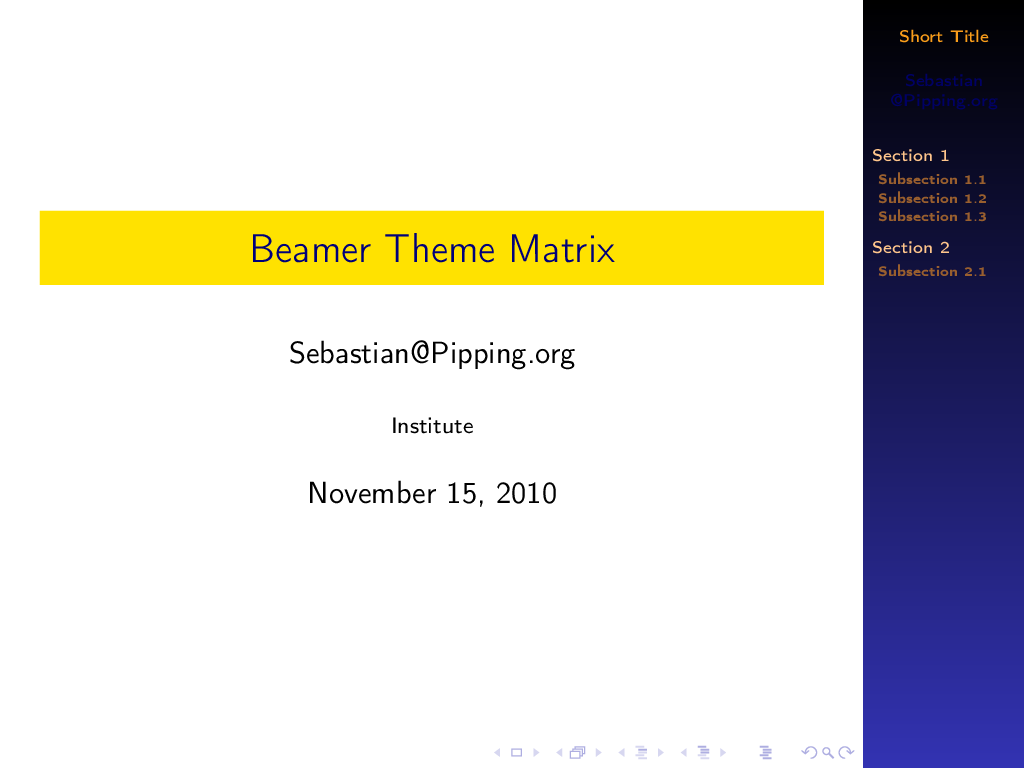 Beamer Theme Matrix
Sebastian@Pipping.org
Institute
November 15, 2010
Short Title
Sebastian
@Pipping.org
Section 1
Subsection 1.1
Subsection 1.2
Subsection 1.3
Section 2
Subsection 2.1